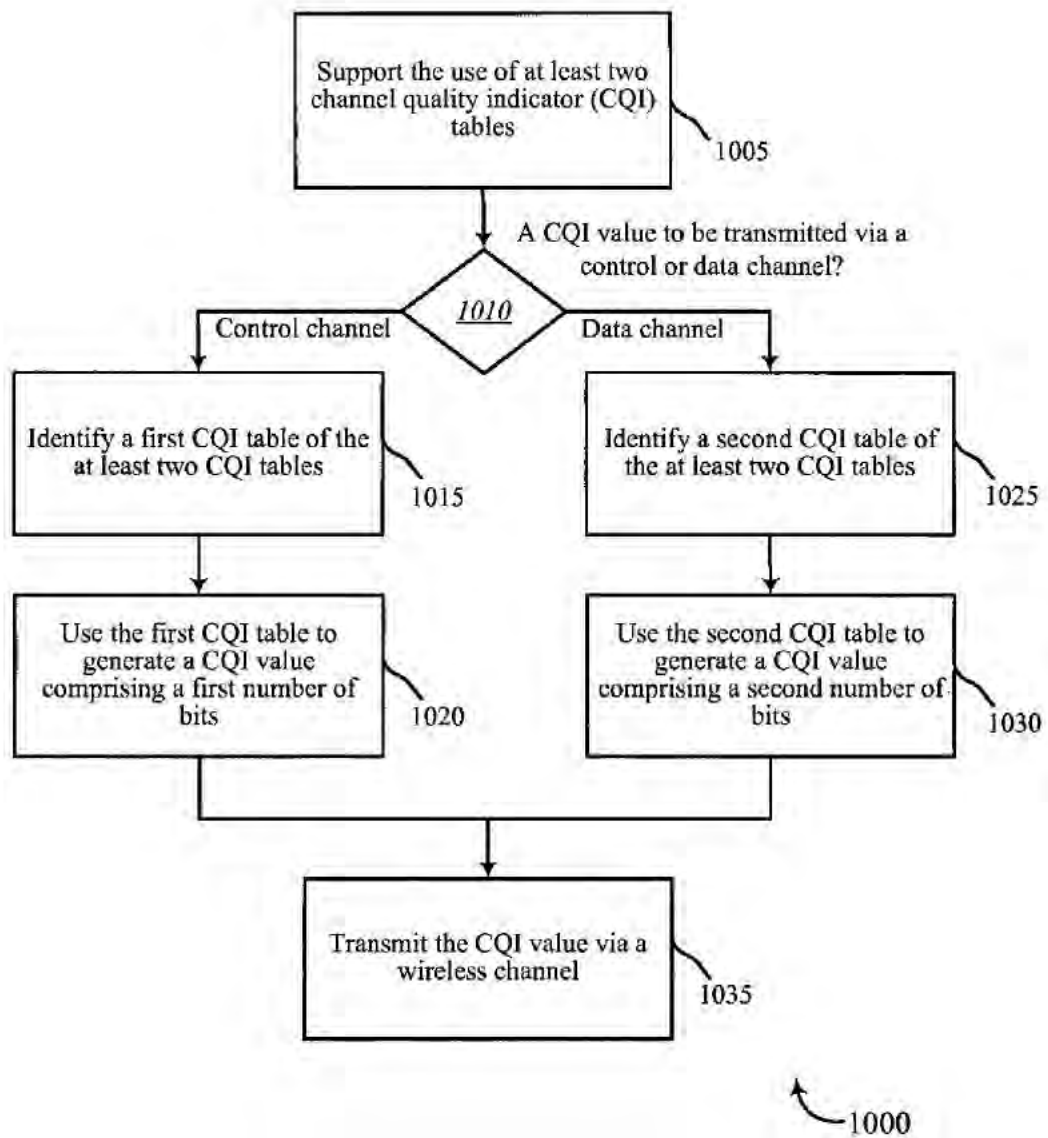 Support the use of at least two
channel quality indicator (CQI)
tables
1005
A CQI value to be transmitted via a
control or data channel?
1010
Control channel
Data channel
Identify a first CQI table of the
at least two CQI tables
1015
Identify a second CQI table of
the at least two CQI tables
1025
Use the first CQI table to
generate a CQI value
comprising a first number of
bits
1020
Use the second CQI table to
generate a CQI value
comprising a second number of
bits
1030
Transmit the CQI value via a
wireless channel
1035
1000